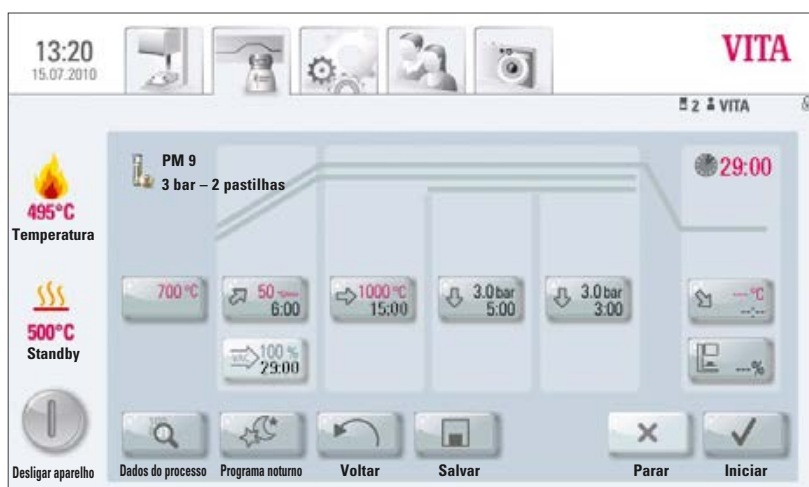 13:20
15.07.2010
VITA
2 VITA
PM 9
3 bar – 2 pastilhas
29:00
495°C
Temperatura
500°C
Standby
700 °C
50
6:00
1000 °C
15:00
3.0 bar
5:00
3.0 bar
3:00
--- °C
--:--
VAC
100 %
29:00
---%
Desligar aparelho
Dados do processo
Programa noturno
Voltar
Salvar
Parar
Iniciar